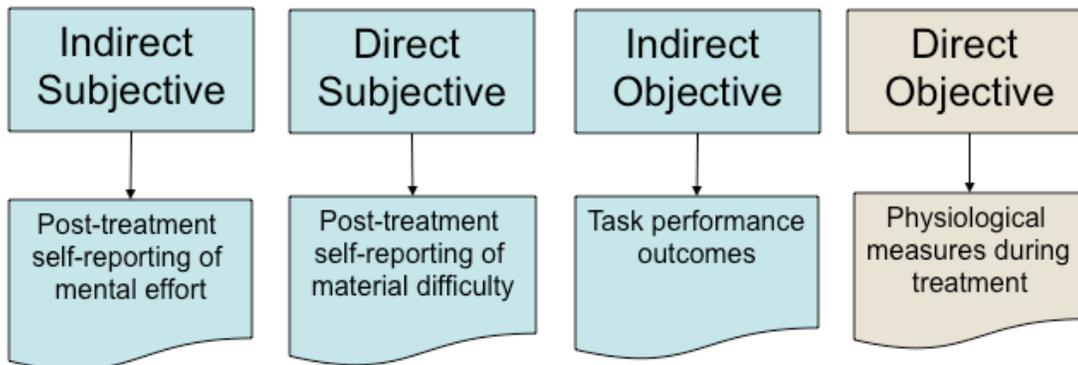 Indirect
Subjective
Direct
Subjective
Indirect
Objective
Direct
Objective
Post-treatment
self-reporting of
mental effort
Post-treatment
self-reporting of
material difficulty
Task performance
outcomes
Physiological
measures during
treatment